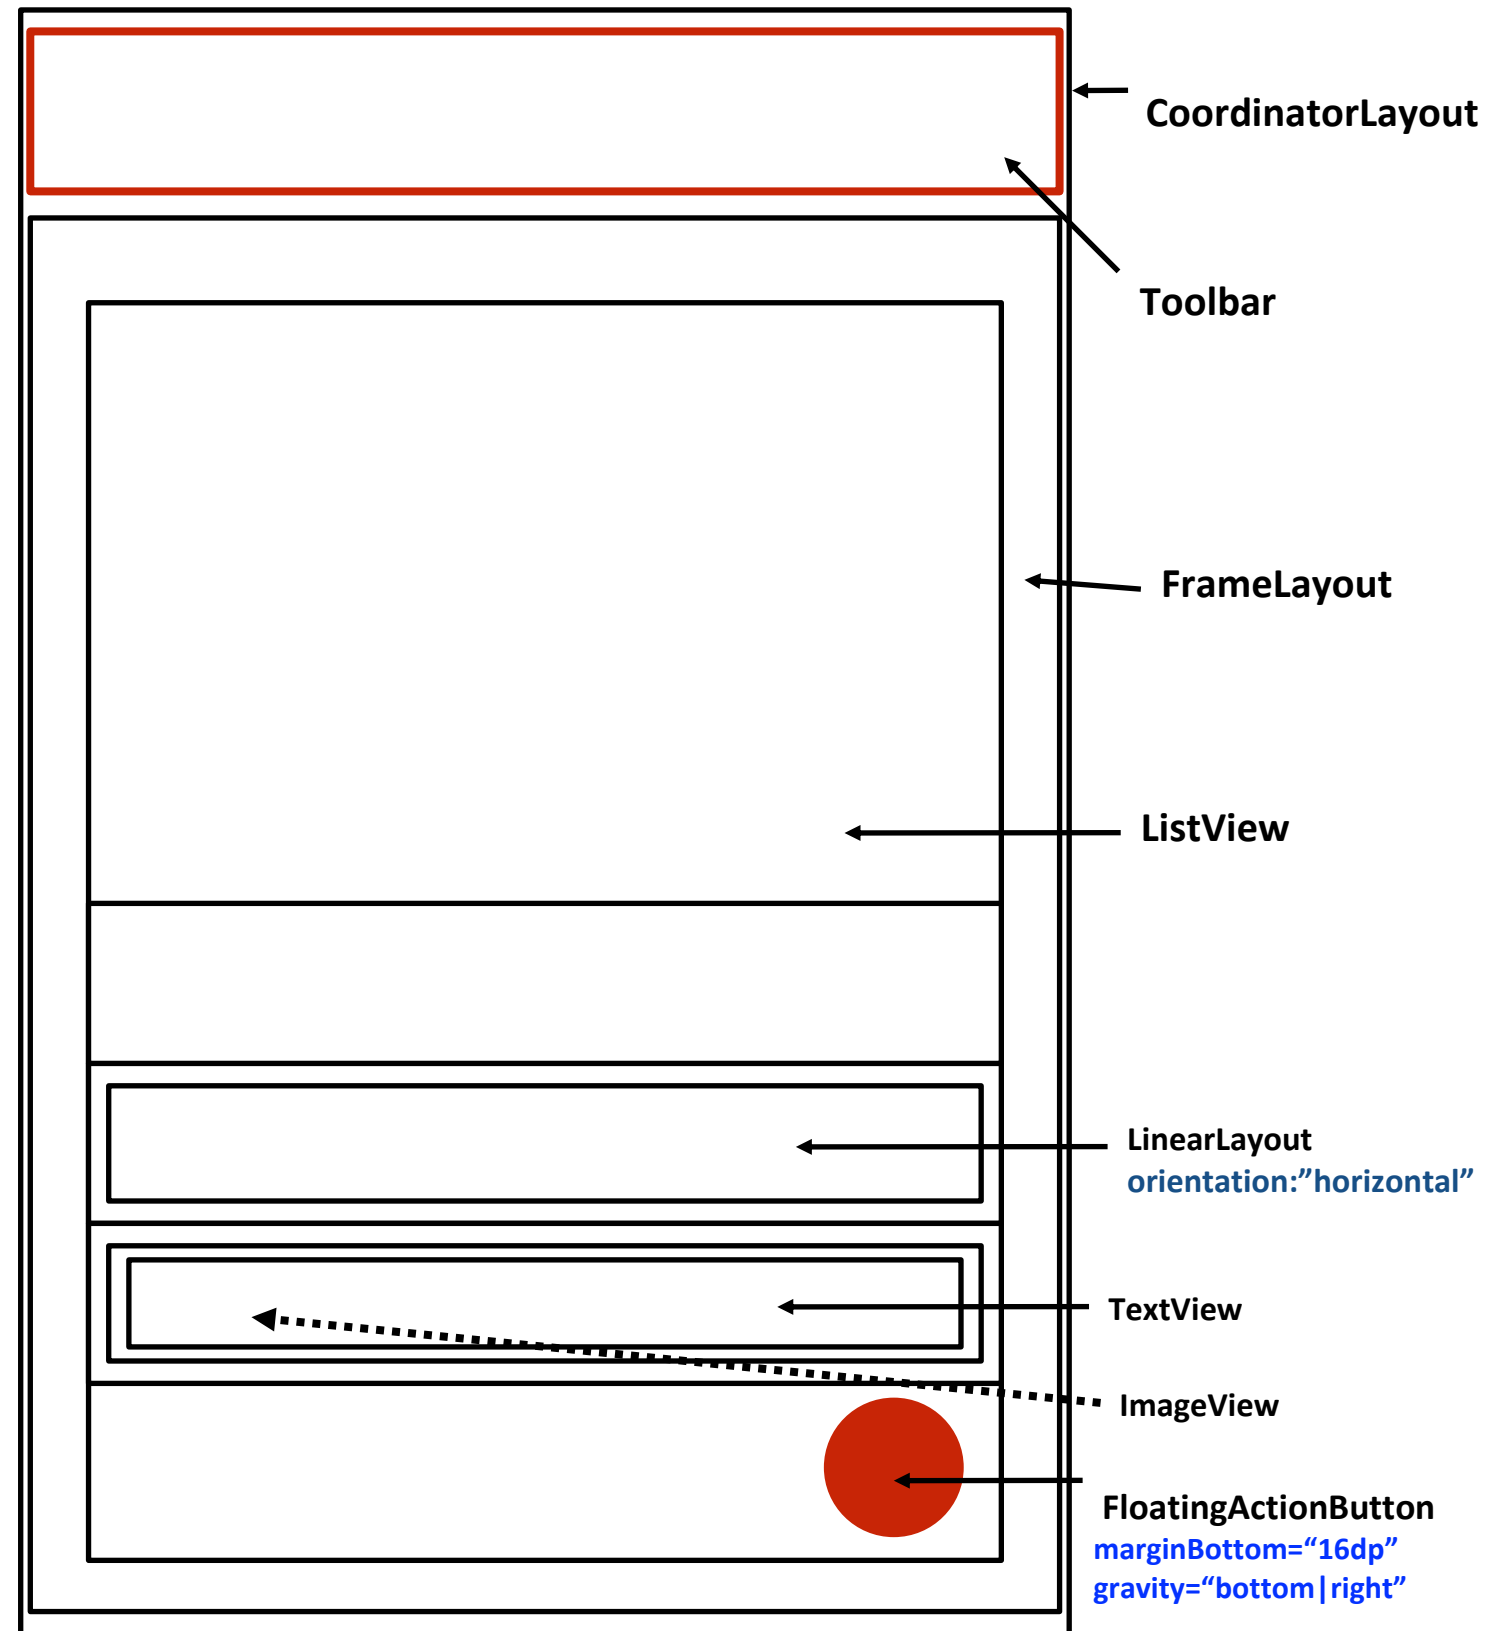 CoordinatorLayout
Toolbar
FrameLayout
ListView
LinearLayout
orientation:”horizontal”
TextView
ImageView
FloatingActionButton
marginBottom=“16dp”
gravity=“bottom|right”